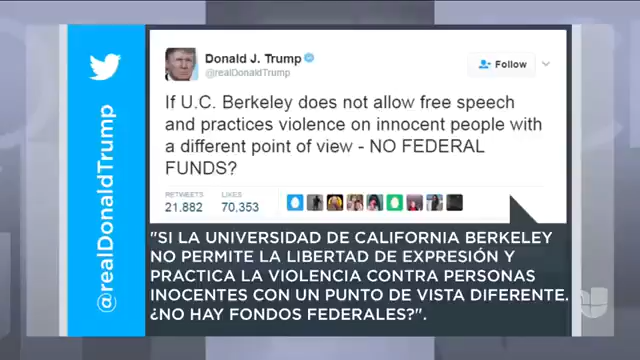 @realDonaldTrump
Donald J. Trump
@realDonaldTrump
Follow
If U.C. Berkeley does not allow free speech
and practices violence on innocent people with
a different point of view - NO FEDERAL
FUNDS?
RETWEETS LIKES
21,882 70,353
"SI LA UNIVERSIDAD DE CALIFORNIA BERKELEY
NO PERMITE LA LIBERTAD DE EXPRESIÓN Y
PRACTICA LA VIOLENCIA CONTRA PERSONAS
INOCENTES CON UN PUNTO DE VISTA DIFERENTE.
¿NO HAY FONDOS FEDERALES?".